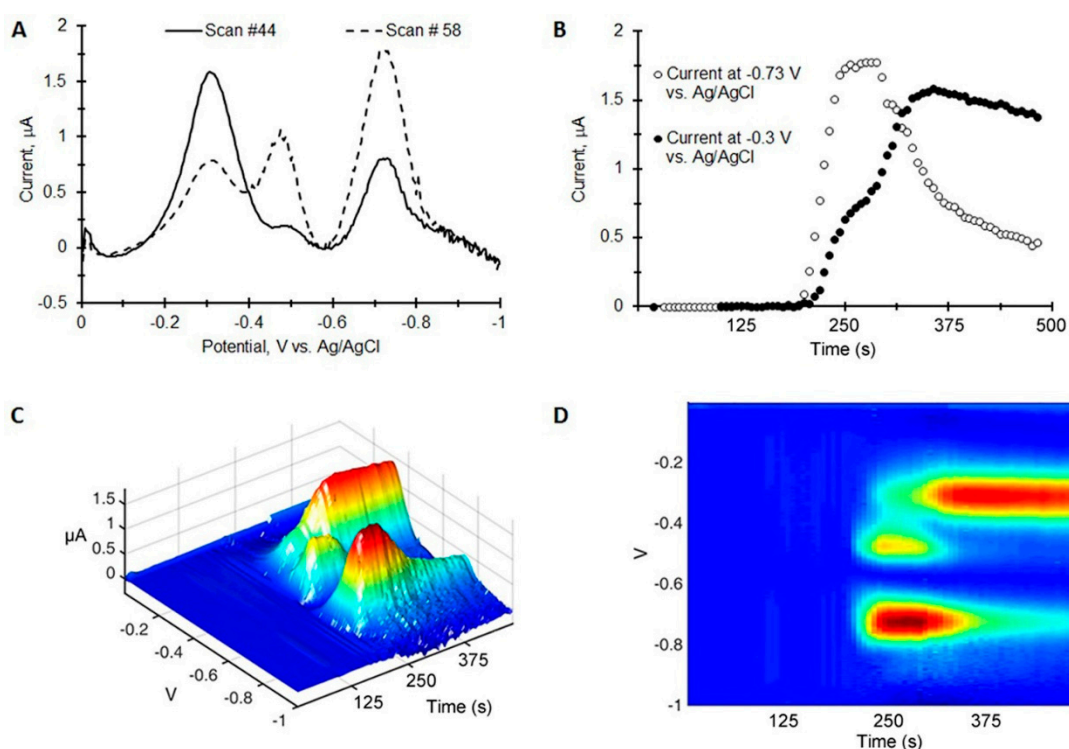 A
Scan #44
Scan # 58
2
1.5
1
0.5
0
-0.5
Current, µA
0
-0.2
-0.4
-0.6
-0.8
-1
Potential, V vs. Ag/AgCl
B
Current at -0.73 V
vs. Ag/AgCl
Current at -0.3 V
vs. Ag/AgCl
2
1.5
1
0.5
0
Current, µA
125
250
375
500
Time (s)
C
1.5
1
0.5
0
µA
-0.2
-0.4
-0.6
-0.8
-1
V
125
250
375
Time (s)
D
-0.2
-0.4
-0.6
-0.8
-1
V
125
250
375
Time (s)